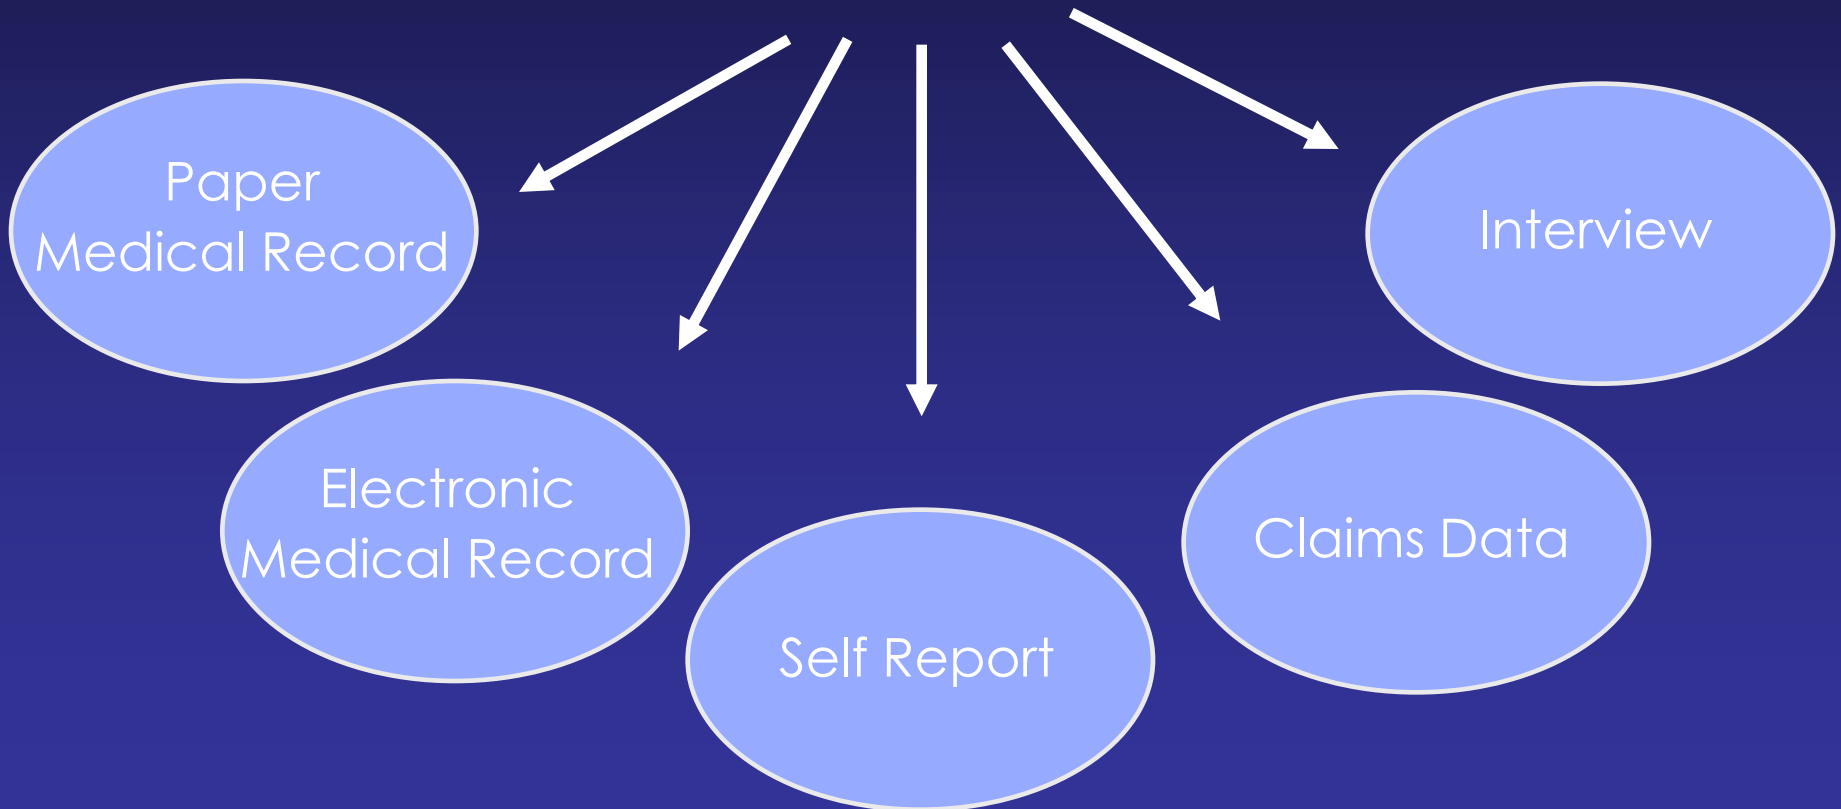 Paper
Medical Record
Interview
Electronic
Medical Record
Claims Data
Self Report